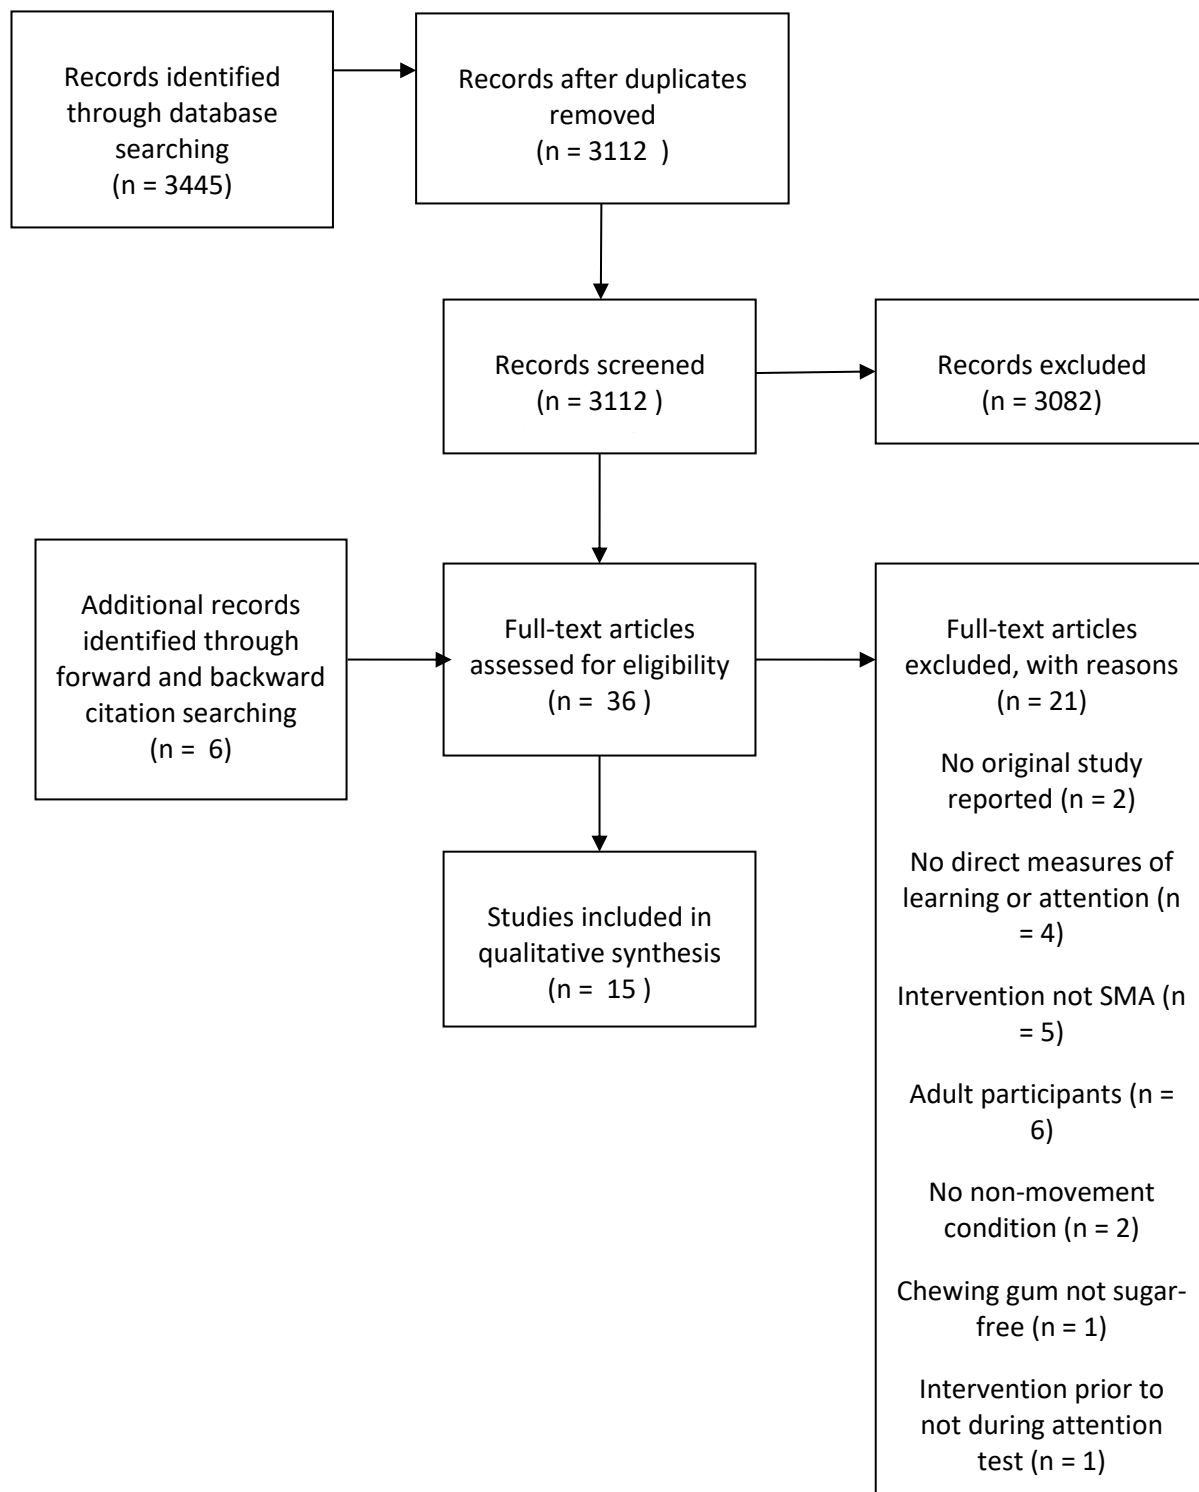 Records identified
through database
searching
(n = 3445)
Records after duplicates
removed
(n = 3112  )
Records screened
(n = 3112 )
Records excluded
(n = 3082)
Additional records
identified through
forward and backward
citation searching
(n =  6)
Full-text articles
assessed for eligibility
(n =  36 )
Full-text articles
excluded, with reasons
(n = 21)
No original study
reported (n = 2)
No direct measures of
learning or attention (n
= 4)
Intervention not SMA (n
= 5)
Adult participants (n =
6)
No non-movement
condition (n = 2)
Chewing gum not sugar-
free (n = 1)
Intervention prior to
not during attention
test (n = 1)
Studies included in
qualitative synthesis
(n =  15 )